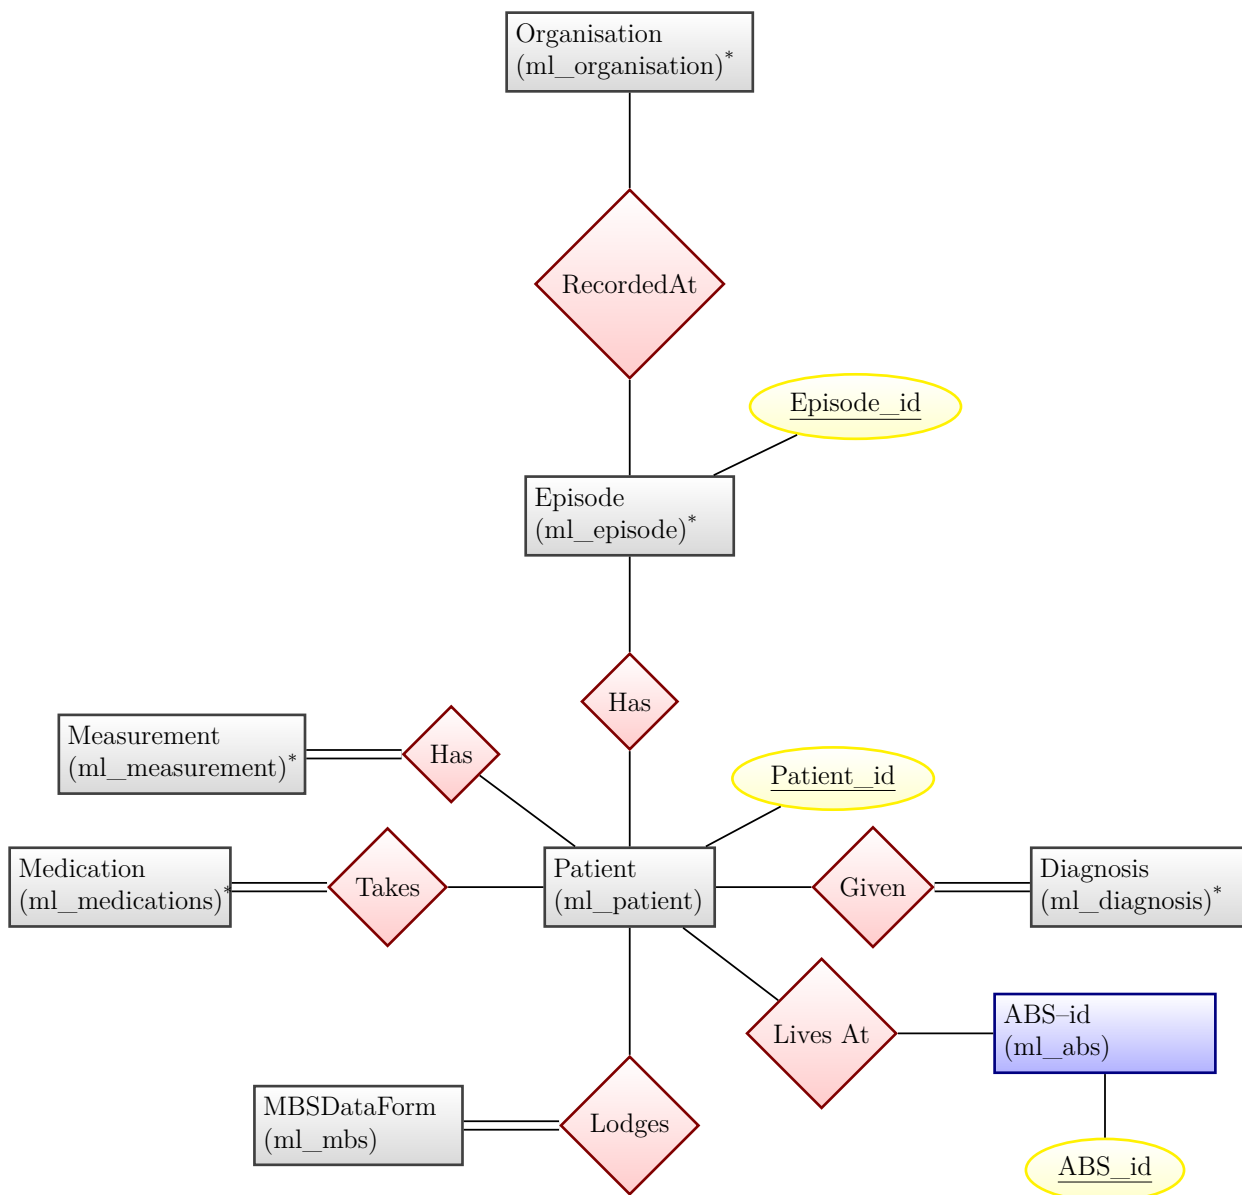 Organisation
(ml_organisation)*
RecordedAt
Episode_id
Episode
(ml_episode)*
Has
Measurement
(ml_measurement)*
Has
Patient_id
Medication
(ml_medications)*
Takes
Patient
(ml_patient)
Given
Diagnosis
(ml_diagnosis)*
Lives At
ABS–id
(ml_abs)
MBSDataForm
(ml_mbs)
Lodges
ABS_id